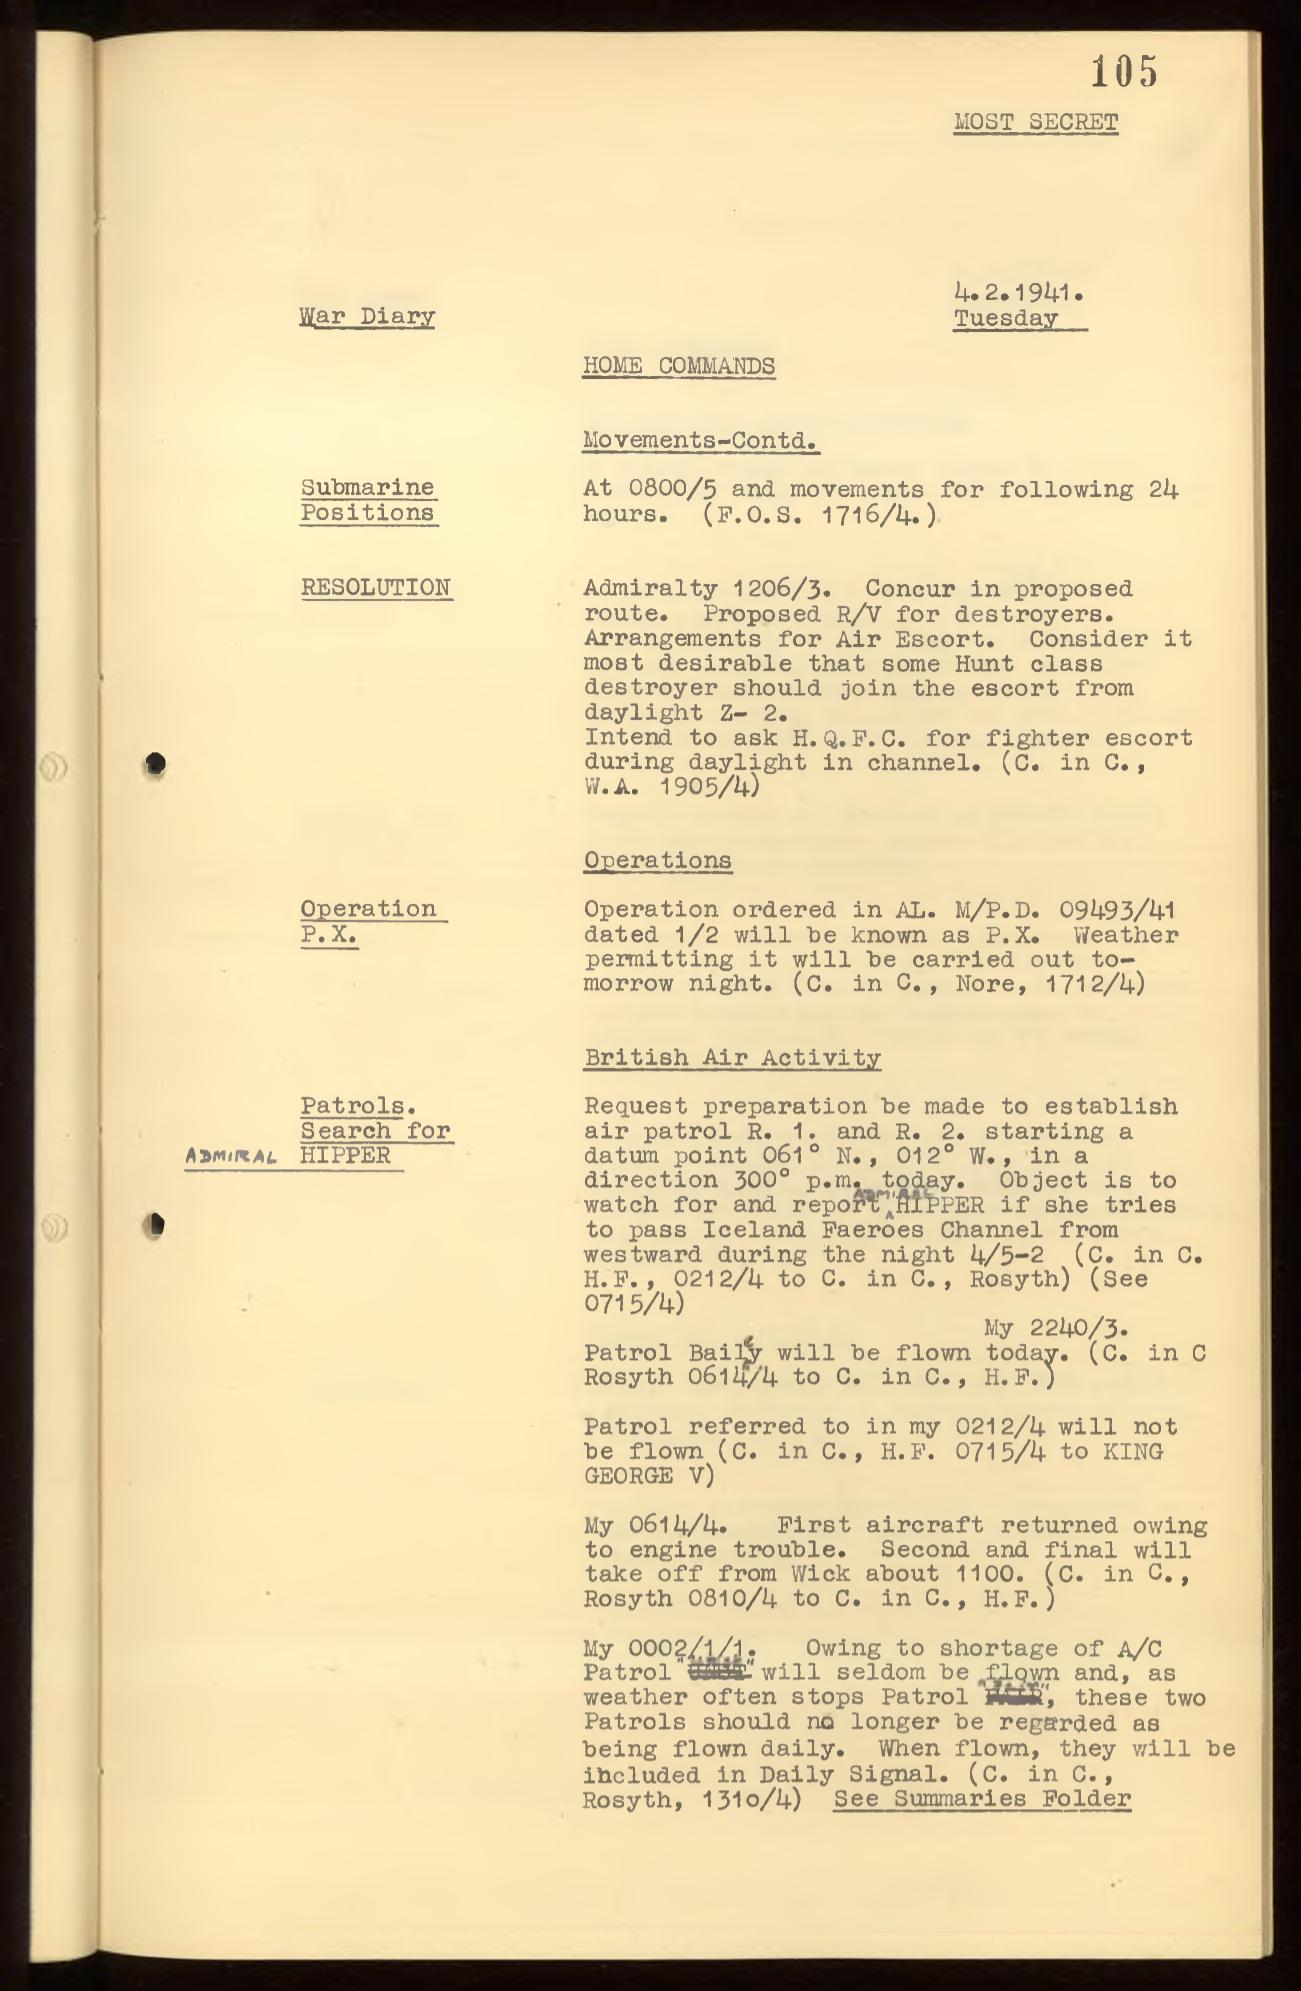 105
MOST SECRET
4.2.1941.
War Diary
Tuesday
HOME COMMANDS
Movements-Contd.
Submarine
Positions
At 0800/5 and movements for following 24
hours. (F.O.S. 1716/4.)
RESOLUTION
Admiralty 1206/3. Concur in proposed
route. Proposed R/V for destroyers.
Arrangements for Air Escort. Consider it
most desirable that some Hunt class
destroyer should join the escort from
daylight Z- 2.
Intend to ask H.Q.F.C. for fighter escort
during daylight in channel. (C. in C.,
W.A. 1905/4)
Operations
Operation
P.X.
Operation ordered in AL. M/P.D. 09493/41
dated 1/2 will be known as P.X. Weather
permitting it will be carried out to-
morrow night. (C. in C., Nore, 1712/4)
British Air Activity
Patrols.
Search for
ADMIRAL HIPPER
Request preparation be made to establish
air patrol R. 1. and R. 2. starting a
datum point 061° N., 012° W., in a
direction 300° p.m. today. Object is to
watch for and report ADMIRAL HIPPER if she tries
to pass Iceland Faeroes Channel from
westward during the night 4/5-2 (C. in C.
H.F., 0212/4 to C. in C., Rosyth) (See
0715/4)
My 2240/3.
Patrol Bailey will be flown today. (C. in C
Rosyth 0614/4 to C. in C., H.F.)
Patrol referred to in my 0212/4 will not
be flown (C. in C., H.F. 0715/4 to KING
GEORGE V)
My 0614/4. First aircraft returned owing
to engine trouble. Second and final will
take off from Wick about 1100. (C. in C.,
Rosyth 0810/4 to C. in C., H.F.)
My 0002/1/1. Owing to shortage of A/C
Patrol will seldom be flown and, as
weather often stops Patrol , these two
Patrols should no longer be regarded as
being flown daily. When flown, they will be
ihcluded in Daily Signal. (C. in C.,
Rosyth, 131o/4) See Summaries Folder